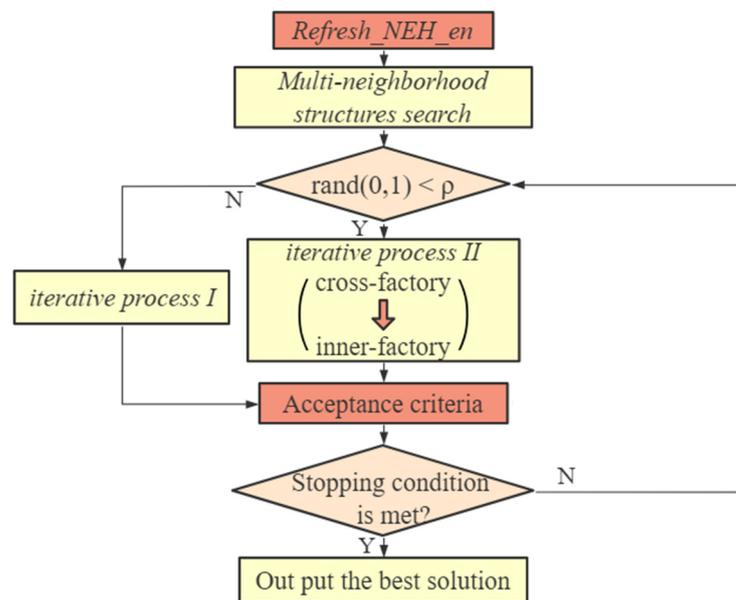 Refresh_NEH_en
Multi-neighborhood
structures search
rand(0,1) < ρ
N
Y
iterative process II
cross-factory
inner-factory
iterative process I
Acceptance criteria
Stopping condition
is met?
N
Y
Out put the best solution